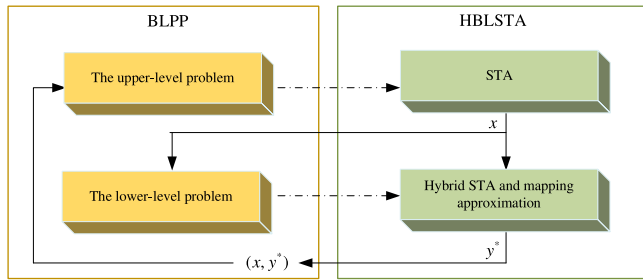 BLPP
HBLSTA
The upper-level problem
STA
x
The lower-level problem
Hybrid STA and mapping
approximation
y*
(x, y*)